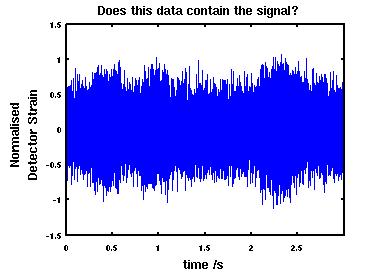 Does this data contain the signal?
1.5
1
0.5
0
-0.5
-1
-1.5
Normalised
Detector Strain
0 0.5 1 1.5 2 2.5
time /s